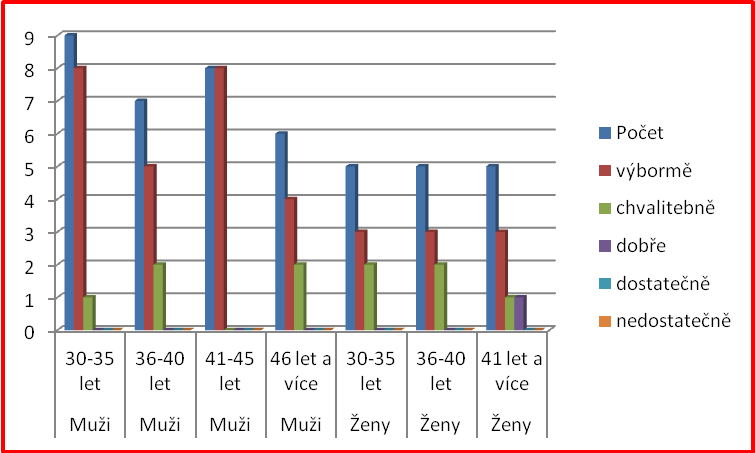 9
8
7
6
5
4
3
2
1
0
30-35 let
36-40 let
41-45 let
46 let a více
30-35 let
36-40 let
41 let a více
Muži
Muži
Muži
Muži
Ženy
Ženy
Ženy
Počet
výbormě
chvalitebně
dobře
dostatečně
nedostatečně